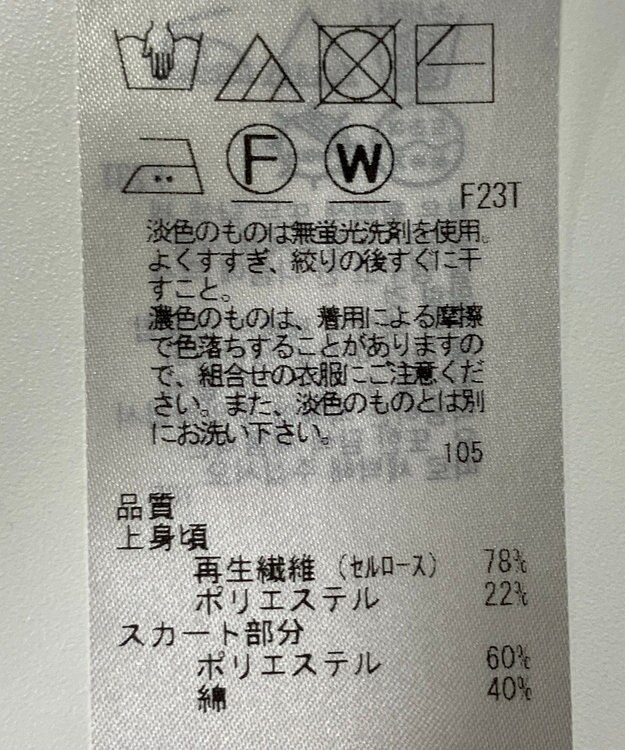 F
W
F23T
淡色のものは無蛍光洗剤を使用。
よくすすぎ、絞りの後すぐに干
すこと。
濃色のものは、着用による摩擦
で色落ちすることがありますの
で、組合せの衣服にご注意くだ
さい。また、淡色のものとは別
にお洗い下さい。
105
品質
上身頃
再生繊維(セルロース) 78%
ポリエステル 22%
スカート部分
ポリエステル 60%
綿 40%